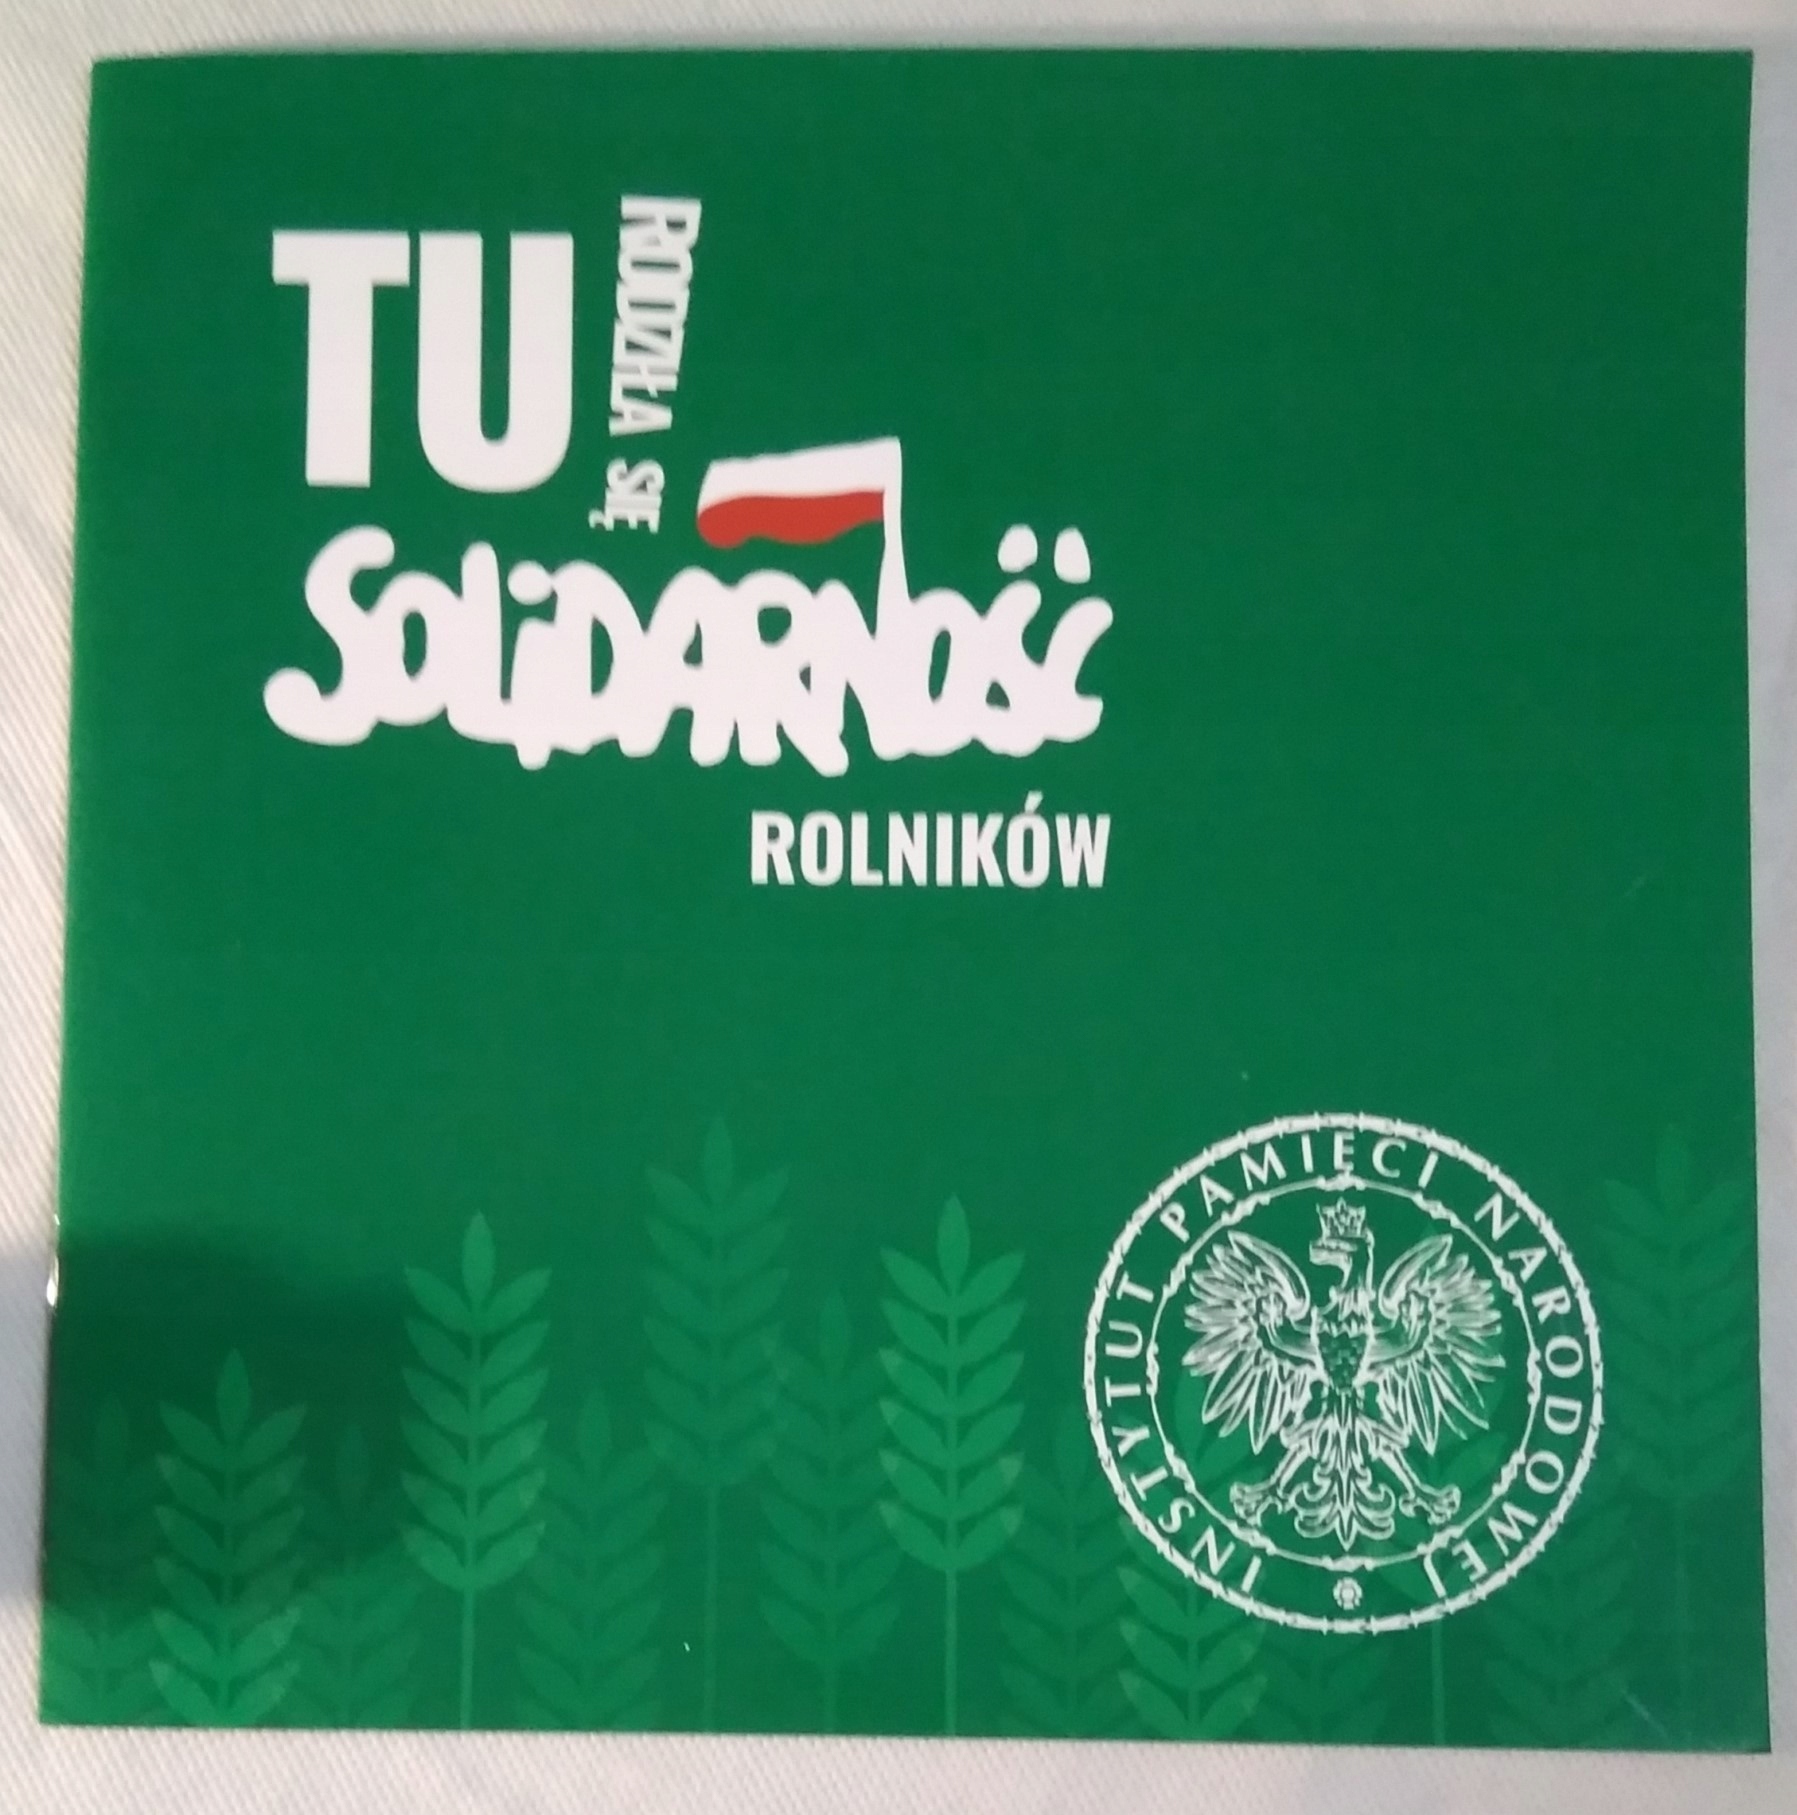 TU
RODZIŁA SIĘ
SOLiDARNOŚĆ
ROLNIKÓW
INSTYTUT PAMIĘCI NARODOWEJ